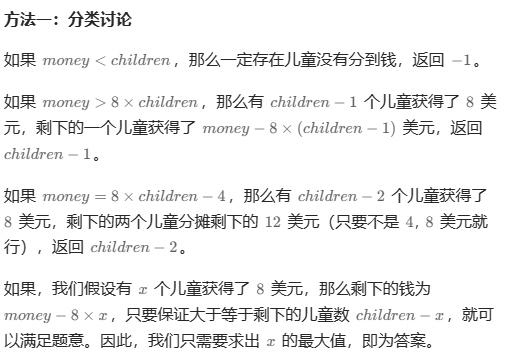 方法一：分类讨论
如果 money < children，那么一定存在儿童没有分到钱，返回 −1。
如果 money > 8 × children，那么有 children − 1 个儿童获得了 8 美
元，剩下的一个儿童获得了 money − 8 × (children − 1) 美元，返回
children − 1。
如果 money = 8 × children − 4，那么有 children − 2 个儿童获得了
8 美元，剩下的两个儿童分摊剩下的 12 美元（只要不是 4, 8 美元就
行），返回 children − 2。
如果，我们假设有 x 个儿童获得了 8 美元，那么剩下的钱为
money − 8 × x，只要保证大于等于剩下的儿童数 children − x，就可
以满足题意。因此，我们只需要求出 x 的最大值，即为答案。